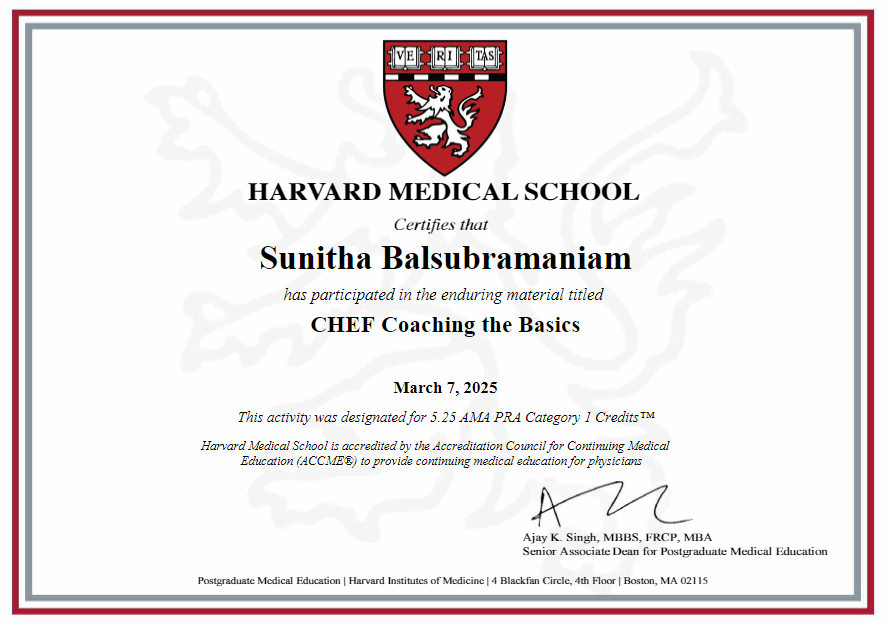 VE RI TAS
HARVARD MEDICAL SCHOOL
Certifies that
Sunitha Balsubramaniam
has participated in the enduring material titled
CHEF Coaching the Basics
March 7, 2025
This activity was designated for 5.25 AMA PRA Category 1 Credits™
Harvard Medical School is accredited by the Accreditation Council for Continuing Medical
Education (ACCME®) to provide continuing medical education for physicians
Ajay K. Singh, MBBS, FRCP, MBA
Senior Associate Dean for Postgraduate Medical Education
Postgraduate Medical Education | Harvard Institutes of Medicine | 4 Blackfan Circle, 4th Floor | Boston, MA 02115